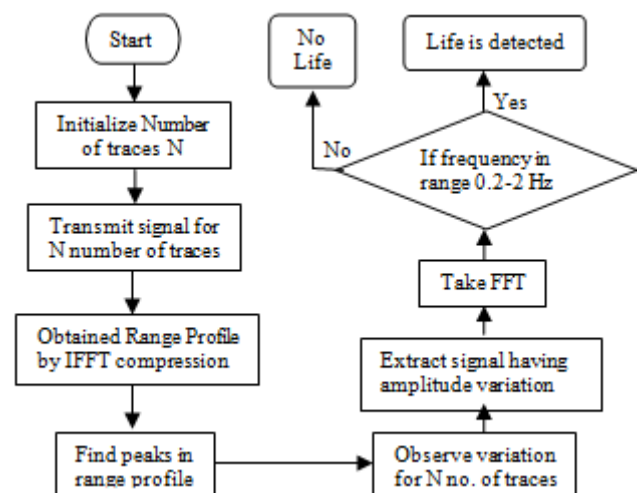 Start
Initialize Number
of traces N
Transmit signal for
N number of traces
Obtained Range Profile
by IFFT compression
Find peaks in
range profile
Observe variation
for N no. of traces
Extract signal having
amplitude variation
Take FFT
If frequency in
range 0.2-2 Hz
No
No
Life
Yes
Life is detected